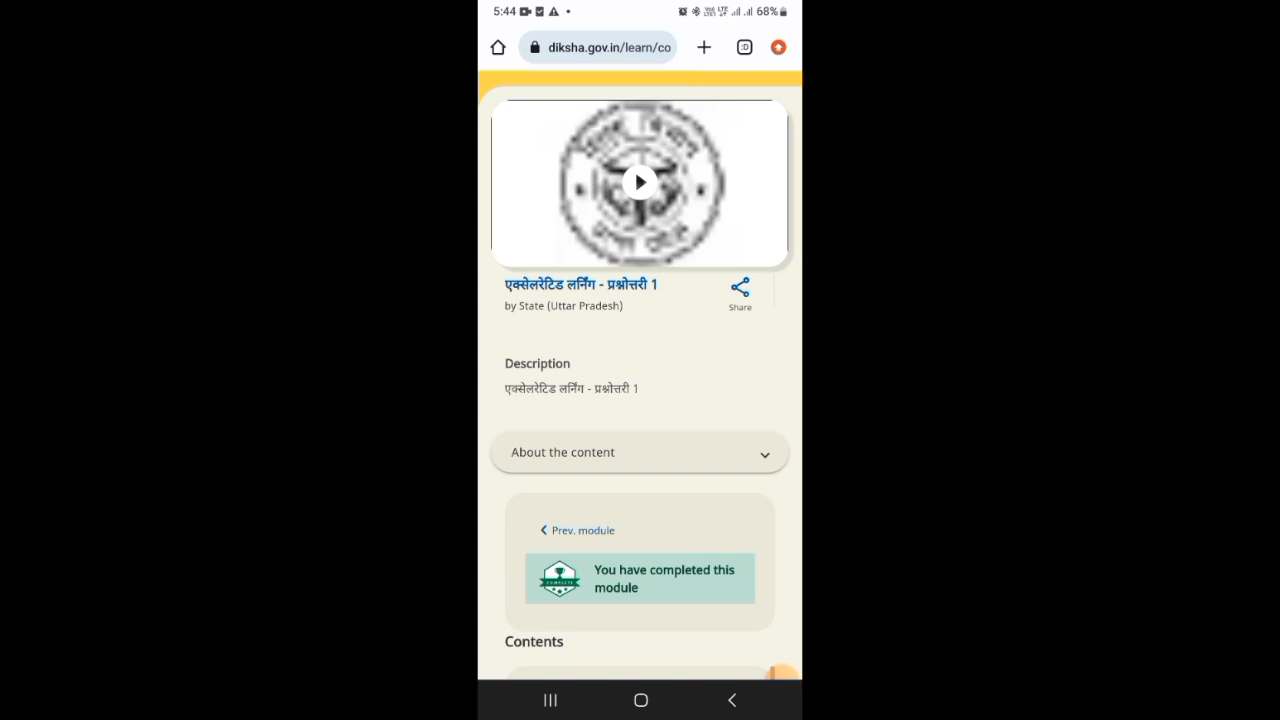 5:44
68%
diksha.gov.in/learn/co
:D
एक्सेलरेटिड लर्निंग - प्रश्नोत्तरी 1
by State (Uttar Pradesh)
Share
Description
एक्सेलरेटिड लर्निंग - प्रश्नोत्तरी 1
About the content
Prev. module
COMPLETE
You have completed this
module
Contents